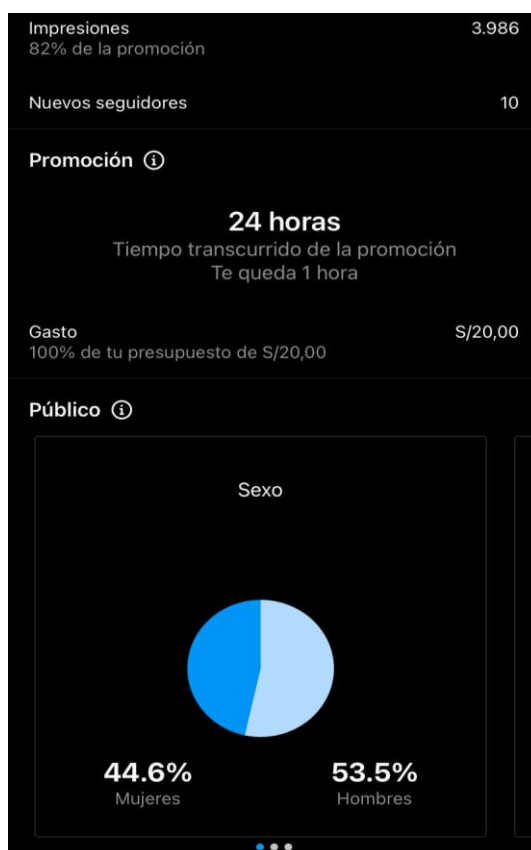 Impresiones 3.986
82% de la promoción
Nuevos seguidores 10
Promoción
24 horas
Tiempo transcurrido de la promoción
Te queda 1 hora
Gasto S/20,00
100% de tu presupuesto de S/20,00
Público
Sexo
44.6% 53.5%
Mujeres Hombres